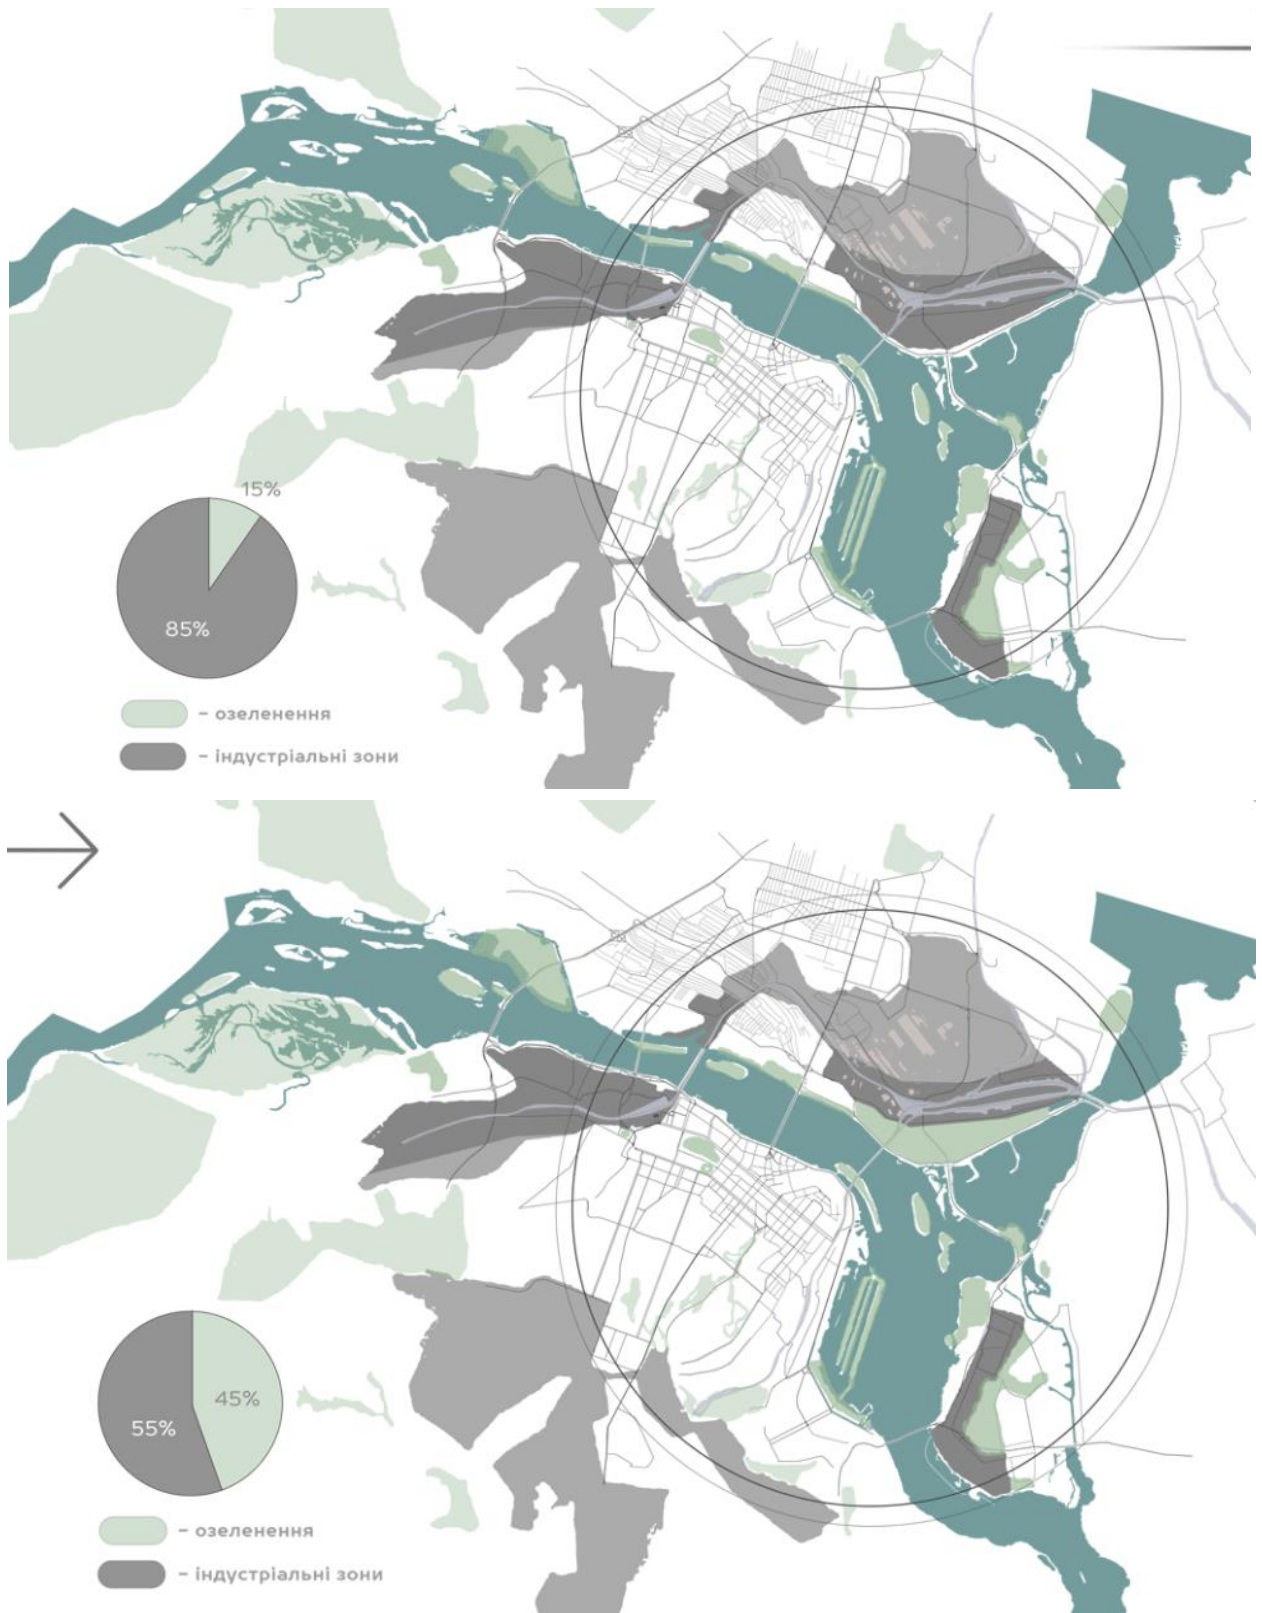 15%
85%
– озеленення
– індустріальні зони
45%
55%
– озеленення
– індустріальні зони